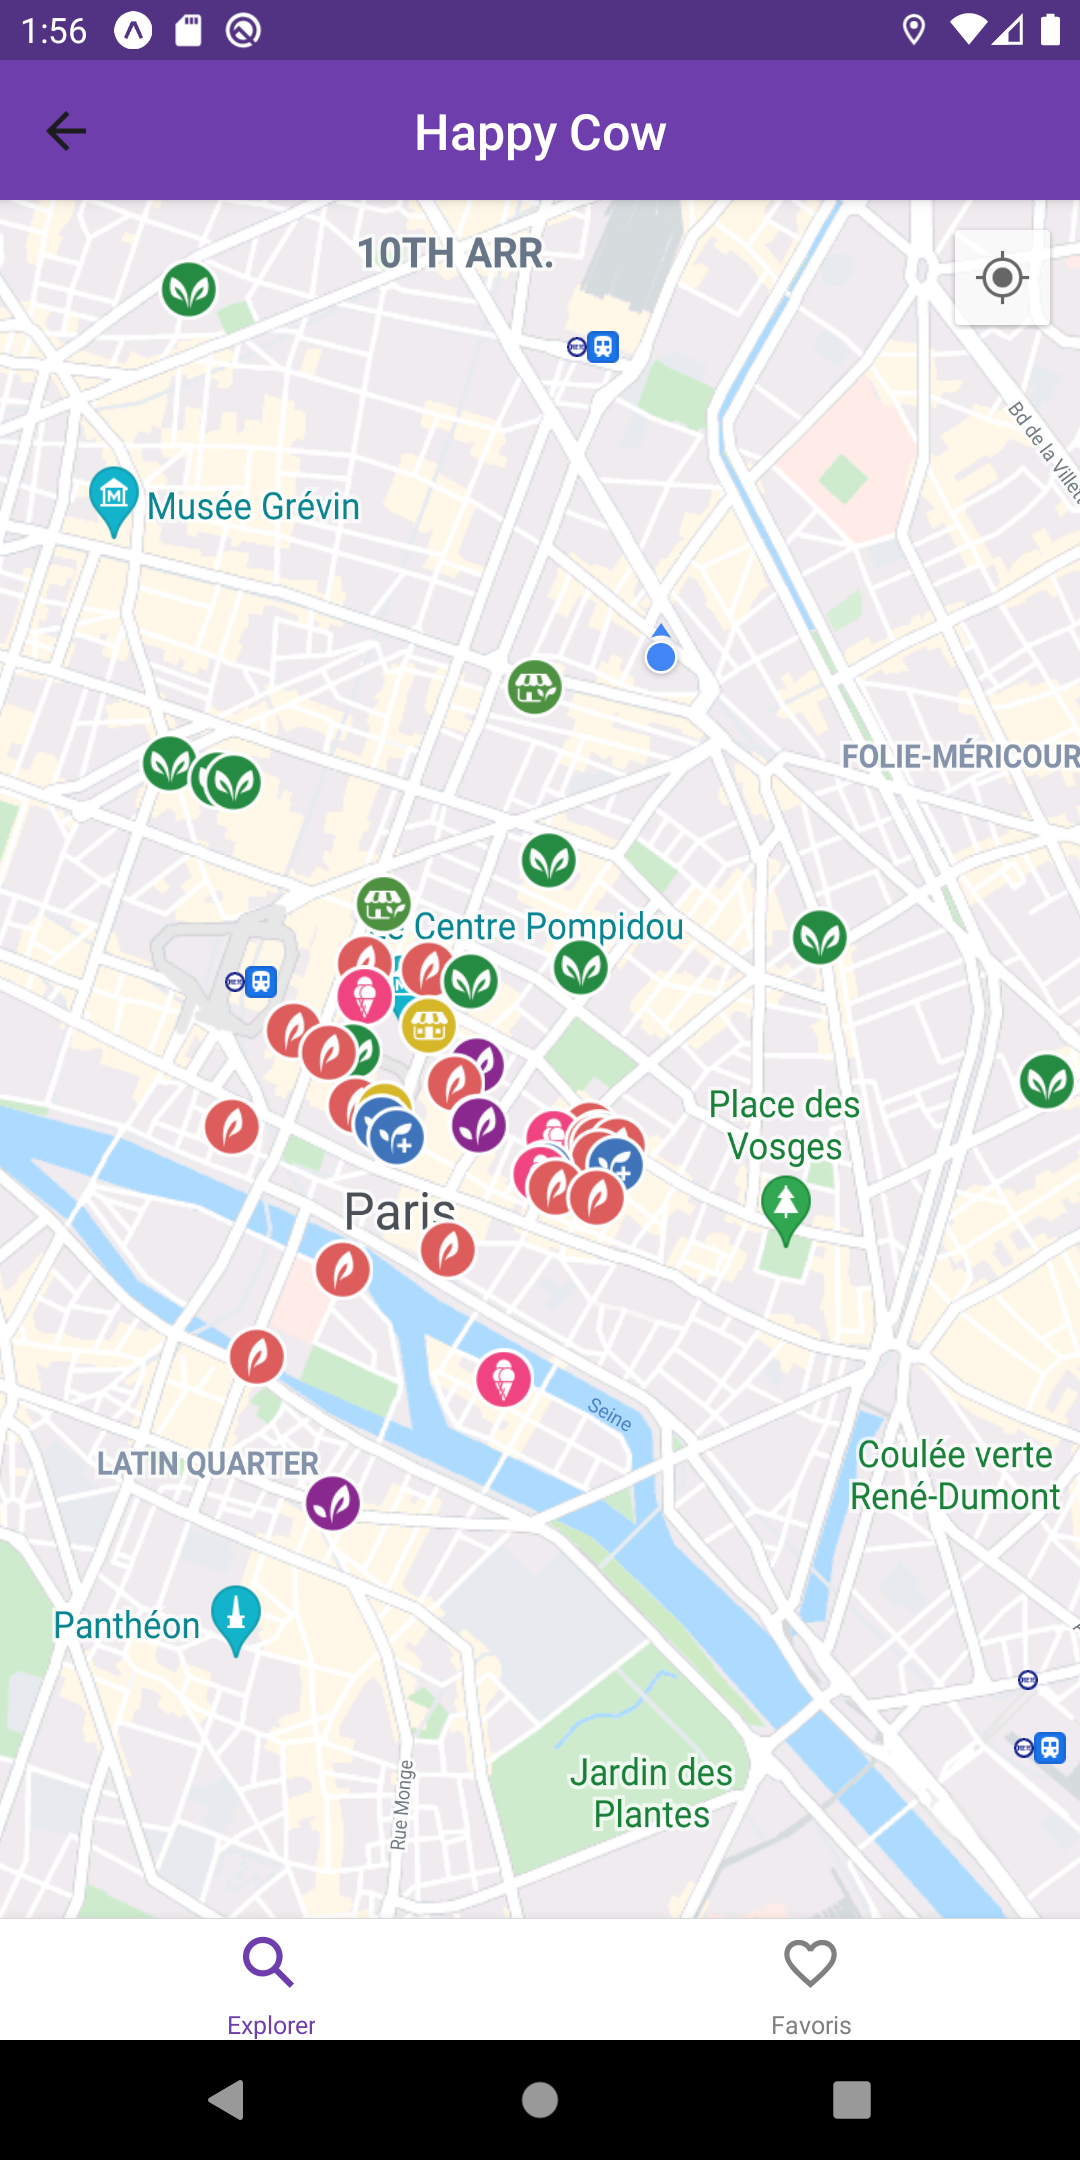 1:56
Happy Cow
10TH ARR.
Bd de la Villett
Musée Grévin
FOLIE-MÉRICOUR
Centre Pompidou
Place des
Vosges
Paris
Seine
LATIN QUARTER
Coulée verte
René-Dumont
Panthéon
Jardin des
Plantes
Rue Monge
Explorer
Favoris